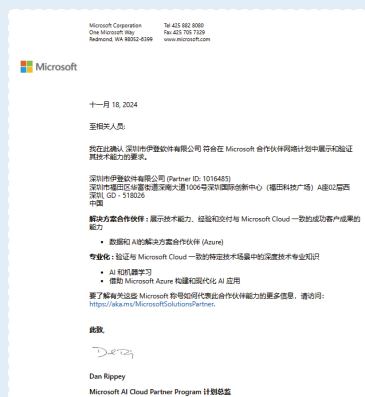 Microsoft Corporation Tel 425 882 8080
One Microsoft Way Fax 425 705 7329
Redmond, WA 98052-6399 www.microsoft.com
Microsoft
十一月 18, 2024
至相关人员:
我在此确认 深圳市伊登软件有限公司 符合在 Microsoft 合作伙伴网络计划中展示和验证
其技术能力的要求。
深圳市伊登软件有限公司 (Partner ID: 1016485)
深圳市福田区华富街道深南大道1006号深圳国际创新中心（福田科技广场）A座02层西
深圳, GD - 518026
中国
解决方案合作伙伴 : 展示技术能力、经验和交付与 Microsoft Cloud 一致的成功客户成果的
能力
• 数据和 AI的解决方案合作伙伴 (Azure)
专业化 : 验证与 Microsoft Cloud 一致的特定技术场景中的深度技术专业知识
• AI 和机器学习
• 借助 Microsoft Azure 构建和现代化 AI 应用
要了解有关这些 Microsoft 称号如何代表此合作伙伴能力的更多信息，请访问:
https://aka.ms/MicrosoftSolutionsPartner.
此致,
Dan Rippey
Microsoft AI Cloud Partner Program 计划总监